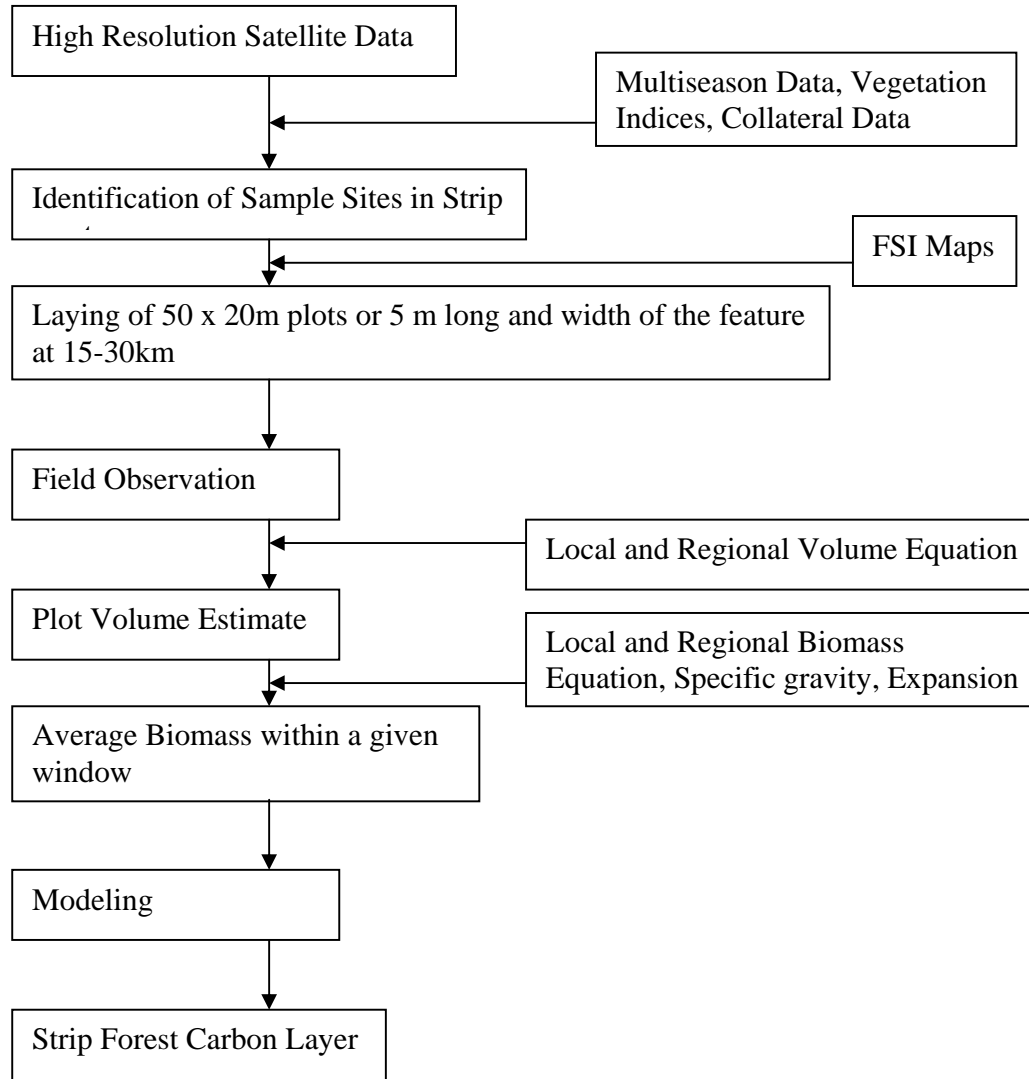 High Resolution Satellite Data
Multiseason Data, Vegetation
Indices, Collateral Data
Identification of Sample Sites in Strip
FSI Maps
Laying of 50 x 20m plots or 5 m long and width of the feature
at 15-30km
Field Observation
Local and Regional Volume Equation
Plot Volume Estimate
Local and Regional Biomass
Equation, Specific gravity, Expansion
Average Biomass within a given
window
Modeling
Strip Forest Carbon Layer